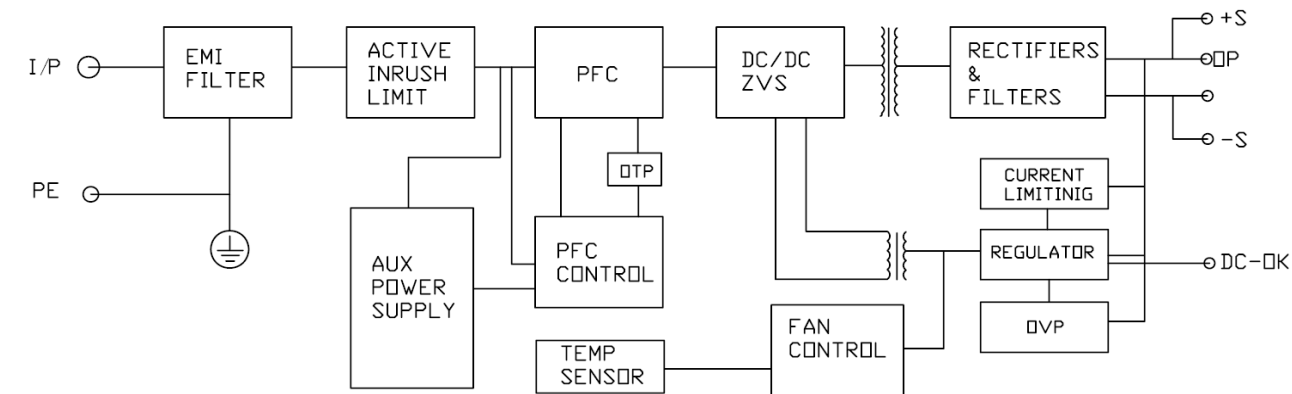 I/P
EMI
FILTER
ACTIVE
INRUSH
LIMIT
PFC
DC/DC
ZVS
RECTIFIERS
&
FILTERS
+S
OP
-S
PE
OTP
CURRENT
LIMITINIG
AUX
POWER
SUPPLY
PFC
CONTROL
REGULATOR
DC-OK
OVP
FAN
CONTROL
TEMP
SENSOR